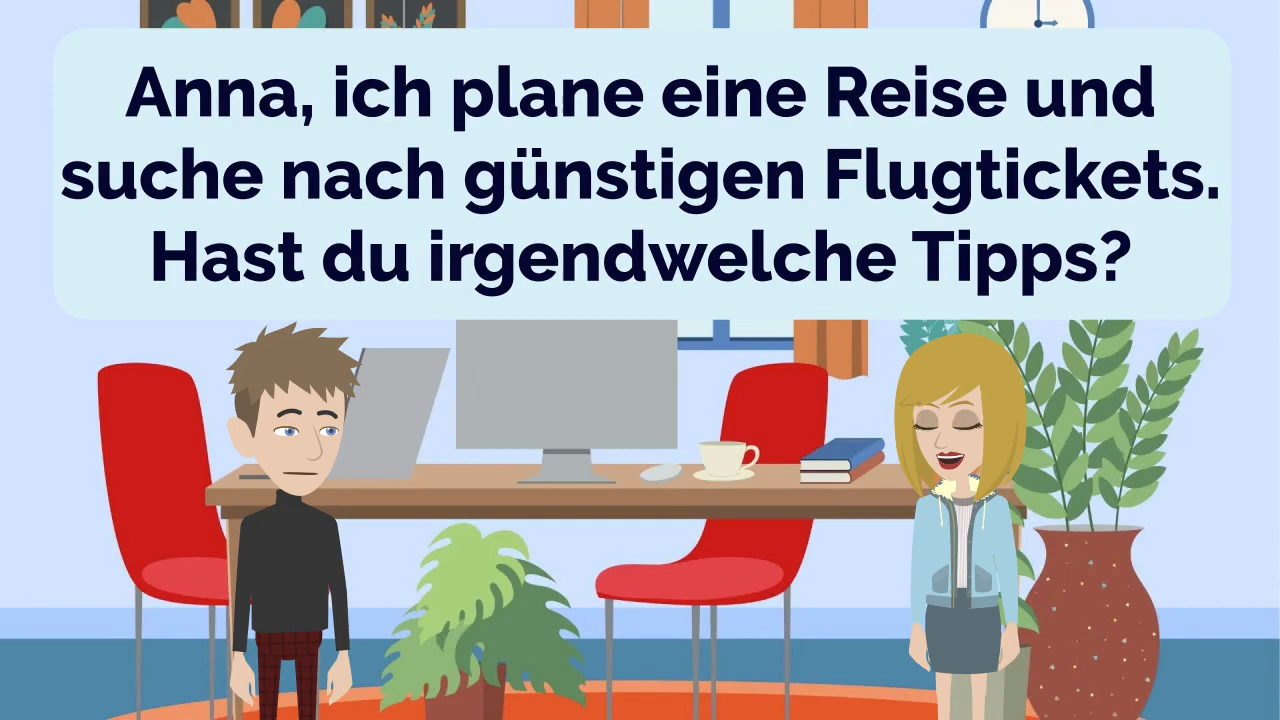 Anna, ich plane eine Reise und
suche nach günstigen Flugtickets.
Hast du irgendwelche Tipps?